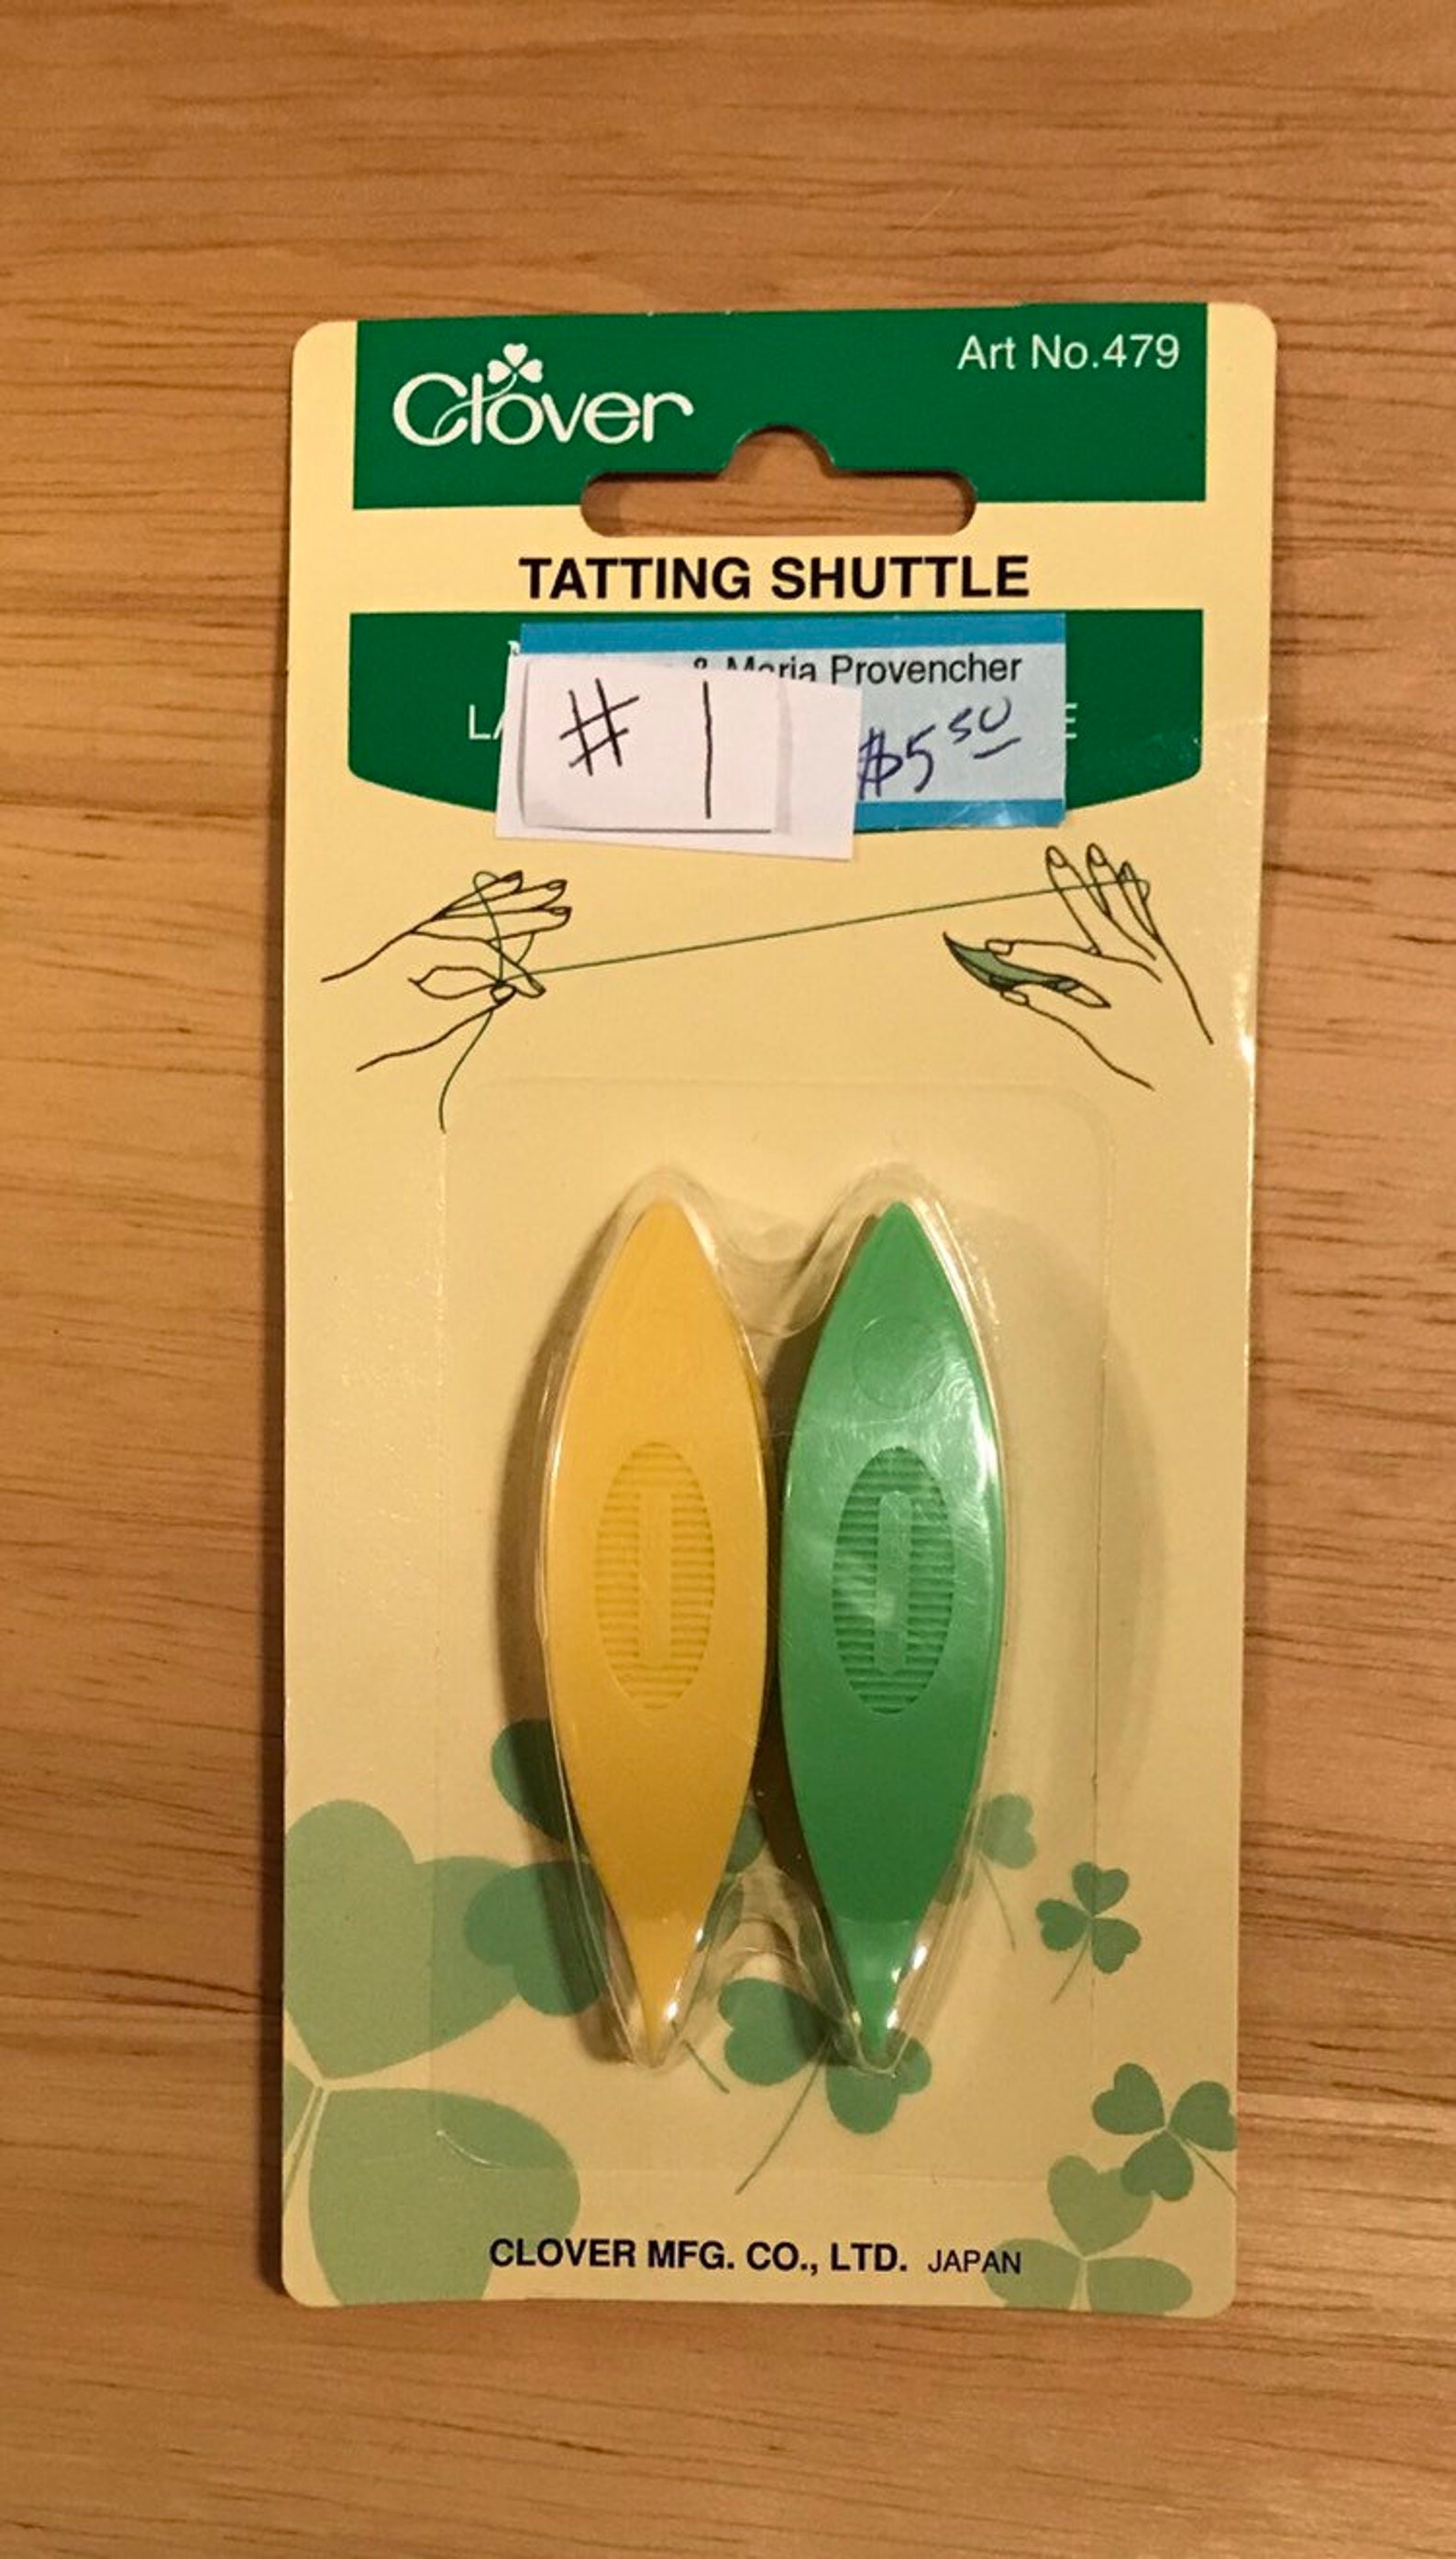 Clover
Art No.479
TATTING SHUTTLE
& Maria Provencher
# 1
$5 50
CLOVER MFG. CO., LTD. JAPAN